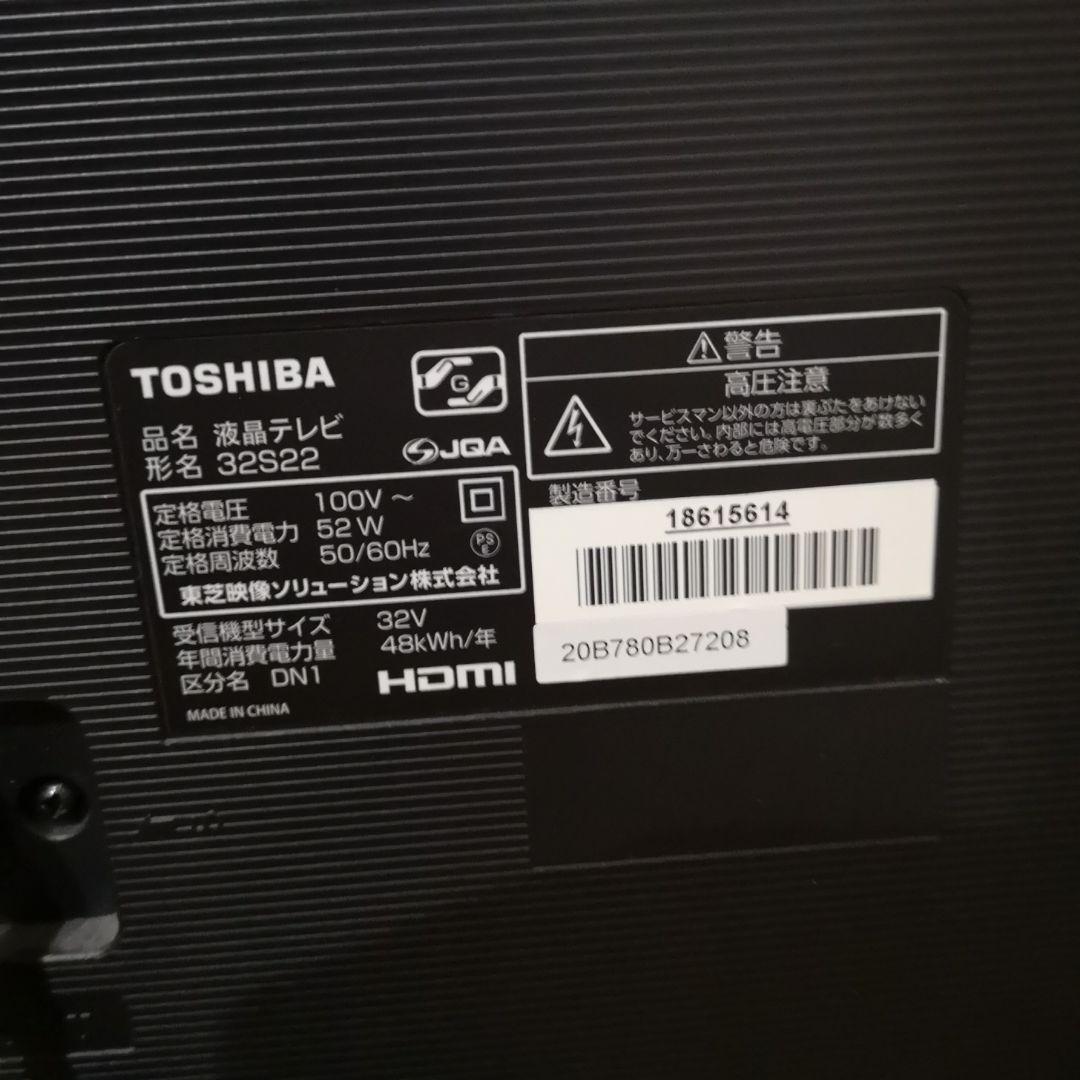 TOSHIBA
G
品名 液晶テレビ
形名 32S22
JQA
定格電圧 100V ~
定格消費電力 52W
定格周波数 50/60Hz
PS
E
東芝映像ソリューション株式会社
受信機型サイズ 32V
年間消費電力量 48kWh/年
区分名 DN1
HDMI
MADE IN CHINA
警告
高圧注意
サービスマン以外の方は裏ぶたをあけない
でください。内部には高電圧部分が数多く
あり、万一さわると危険です。
製造番号
18615614
20B780B27208